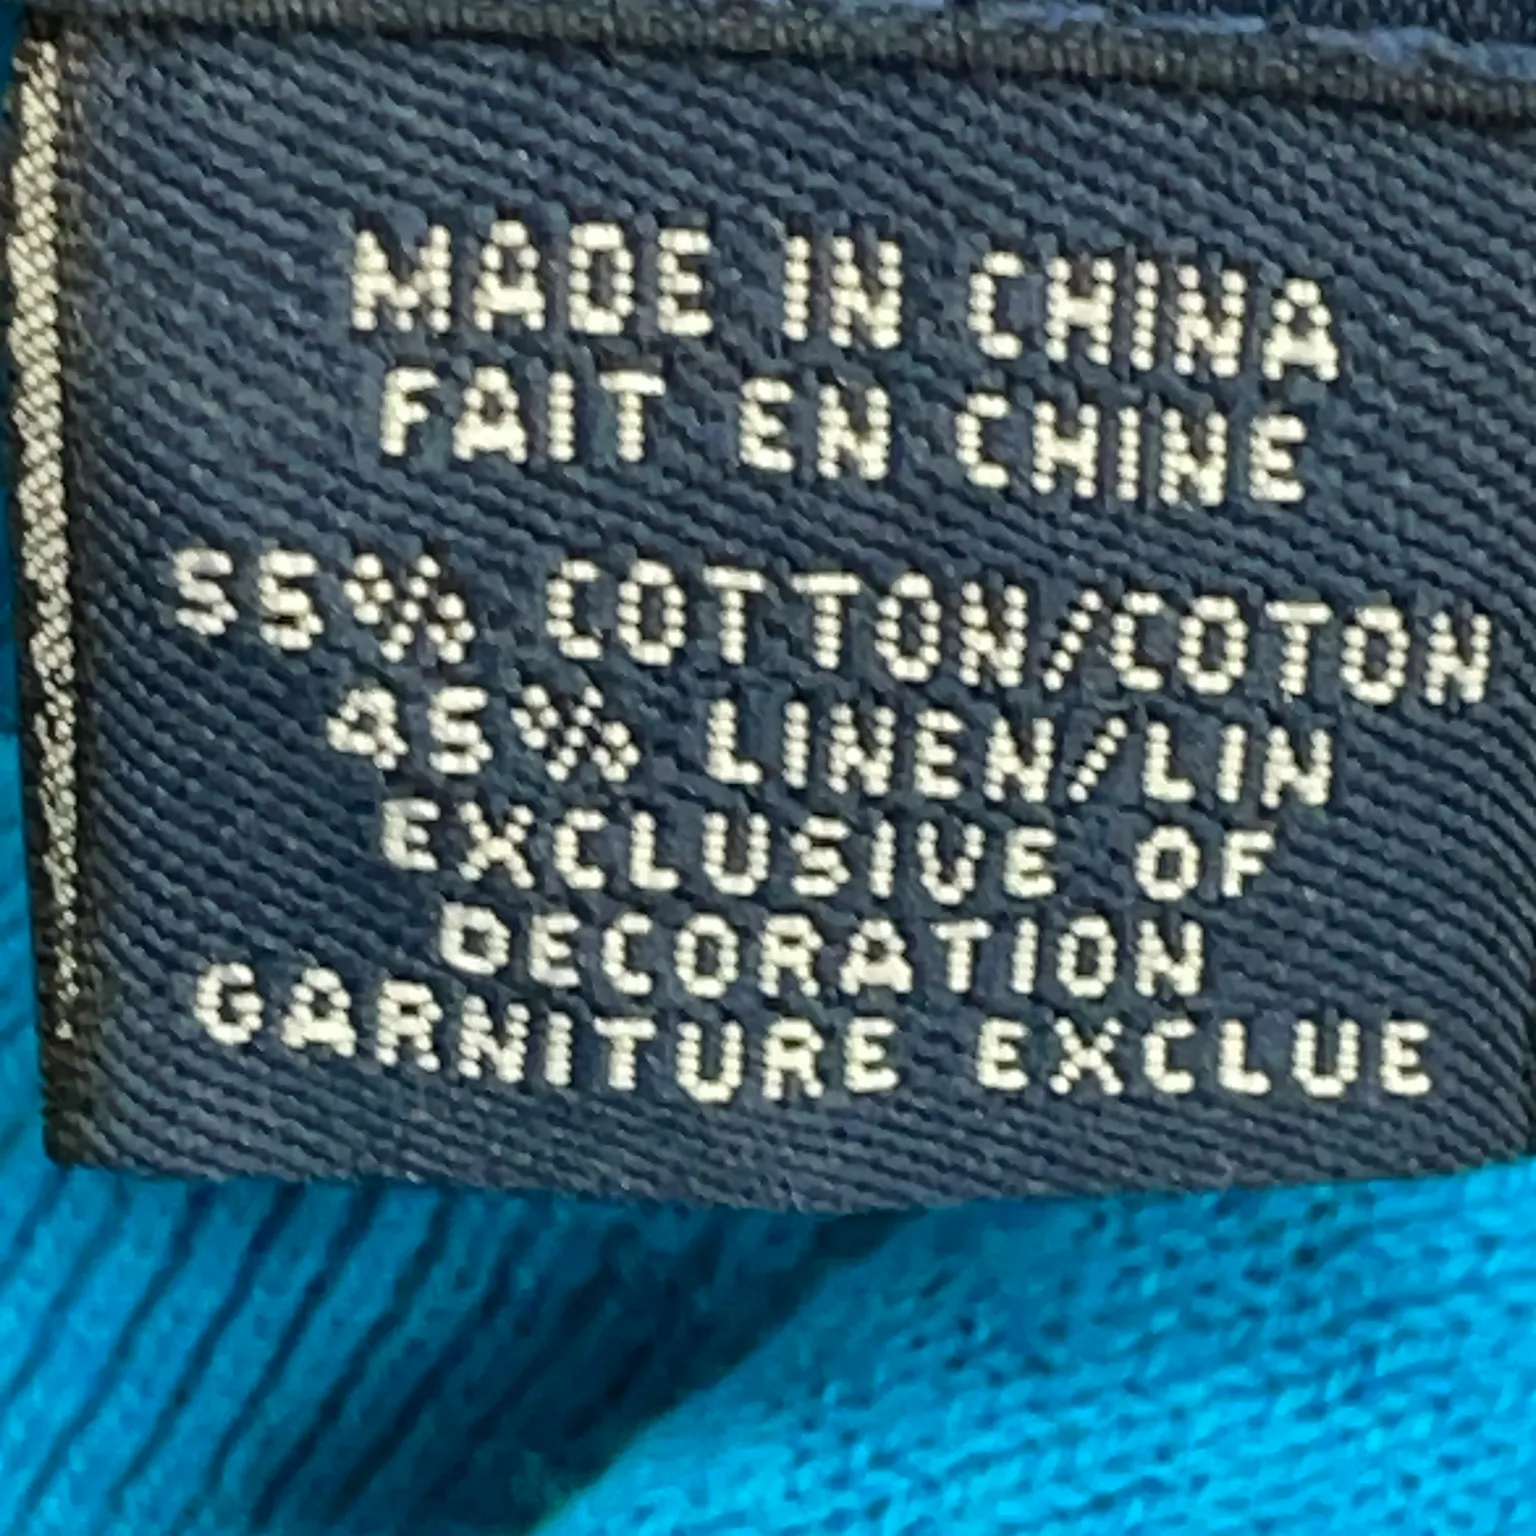 MADE IN CHINA
FAIT EN CHINE
55% COTTON/COTON
45% LINEN/LIN
EXCLUSIVE OF
DECORATION
GARNITURE EXCLUE